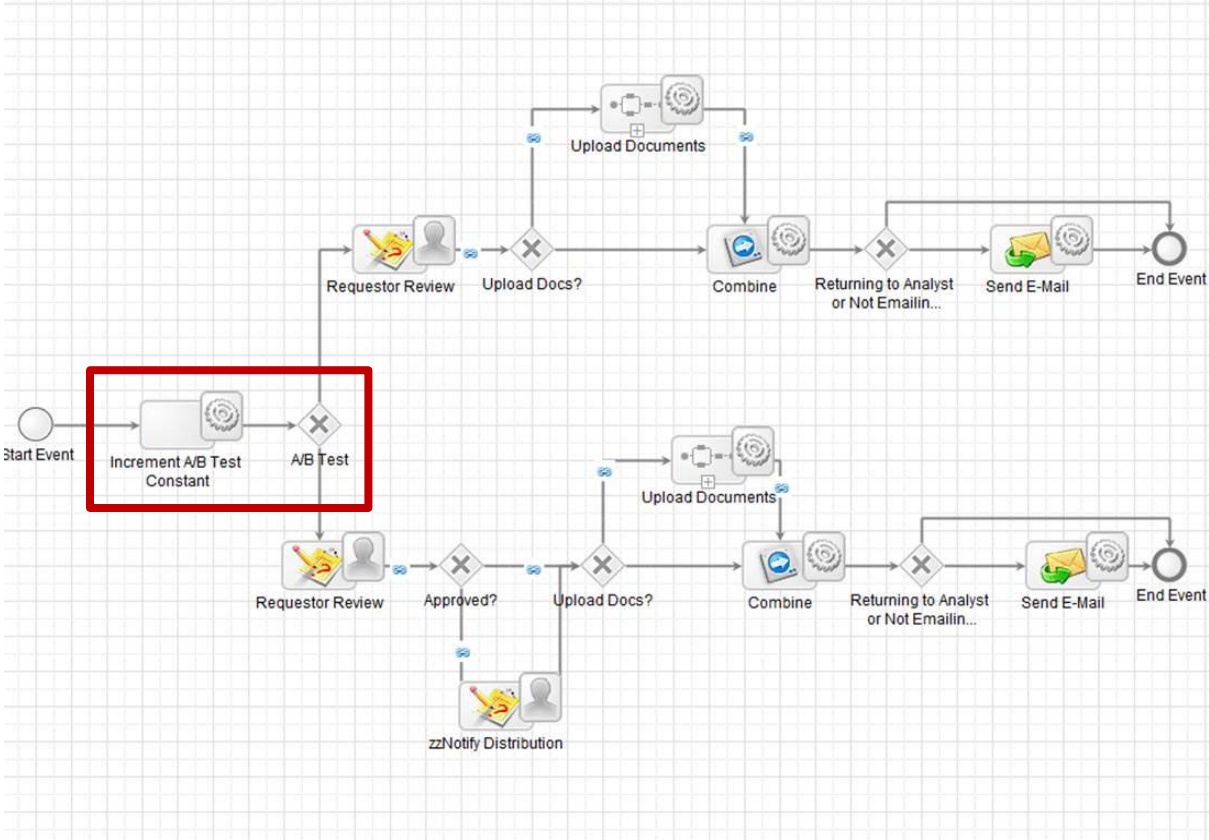 Upload Documents
Requestor Review
Upload Docs?
Combine
Returning to Analyst
or Not Emailin...
Send E-Mail
End Event
Start Event
Increment A/B Test
Constant
A/B Test
Upload Documents
Requestor Review
Approved?
Upload Docs?
Combine
Returning to Analyst
or Not Emailin...
Send E-Mail
End Event
zzNotify Distribution